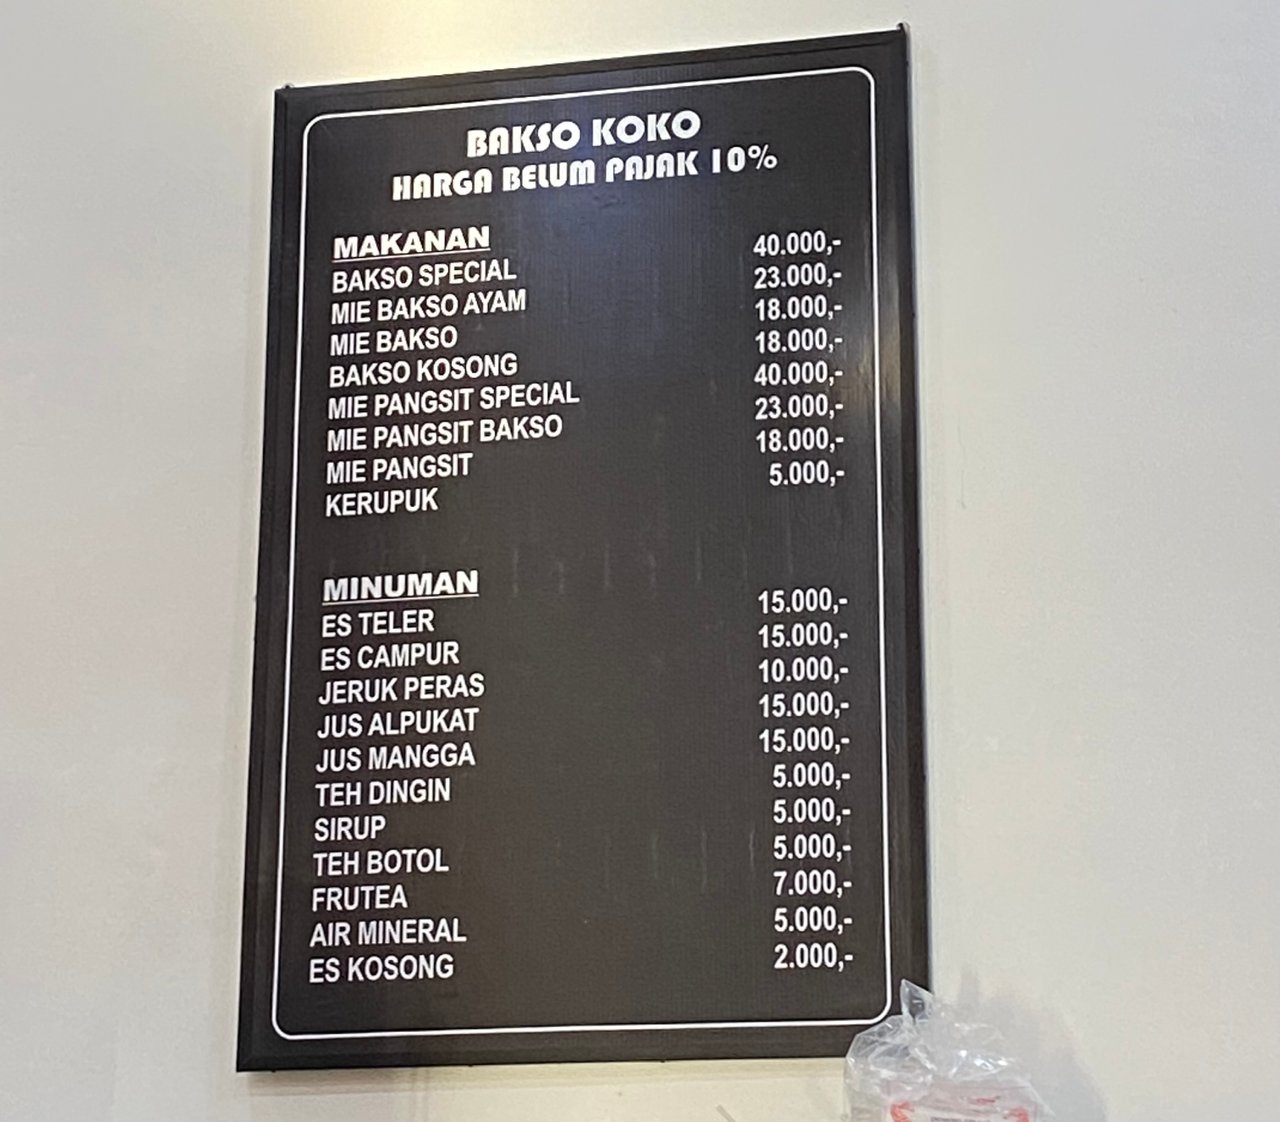 BAKSO KOKO
HARGA BELUM PAJAK 10%
MAKANAN
BAKSO SPECIAL 40.000,-
MIE BAKSO AYAM 23.000,-
MIE BAKSO 18.000,-
BAKSO KOSONG 18.000,-
MIE PANGSIT SPECIAL 40.000,-
MIE PANGSIT BAKSO 23.000,-
MIE PANGSIT 18.000,-
KERUPUK 5.000,-
MINUMAN
ES TELER 15.000,-
ES CAMPUR 15.000,-
JERUK PERAS 10.000,-
JUS ALPUKAT 15.000,-
JUS MANGGA 15.000,-
TEH DINGIN 5.000,-
SIRUP 5.000,-
TEH BOTOL 5.000,-
FRUTEA 7.000,-
AIR MINERAL 5.000,-
ES KOSONG 2.000,-